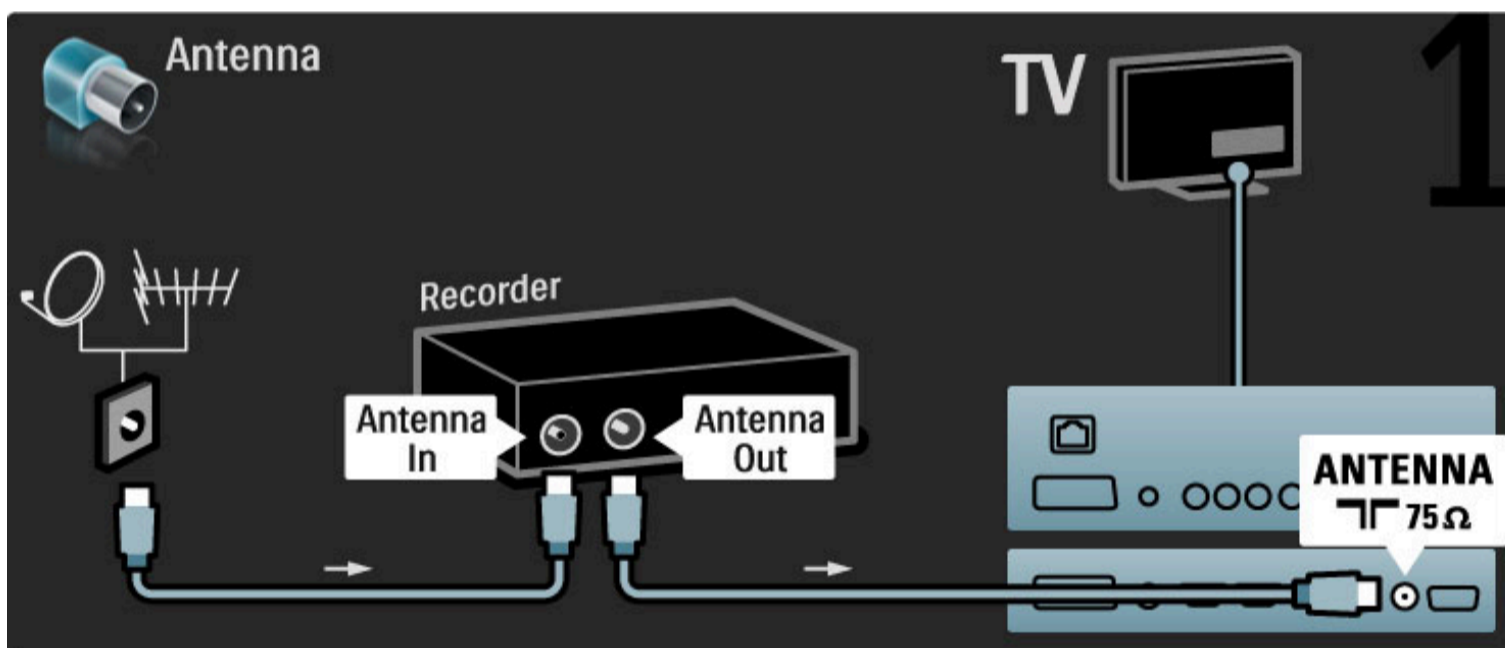 Antenna
TV
1
Recorder
Antenna
In
Antenna
Out
ANTENNA
75Ω